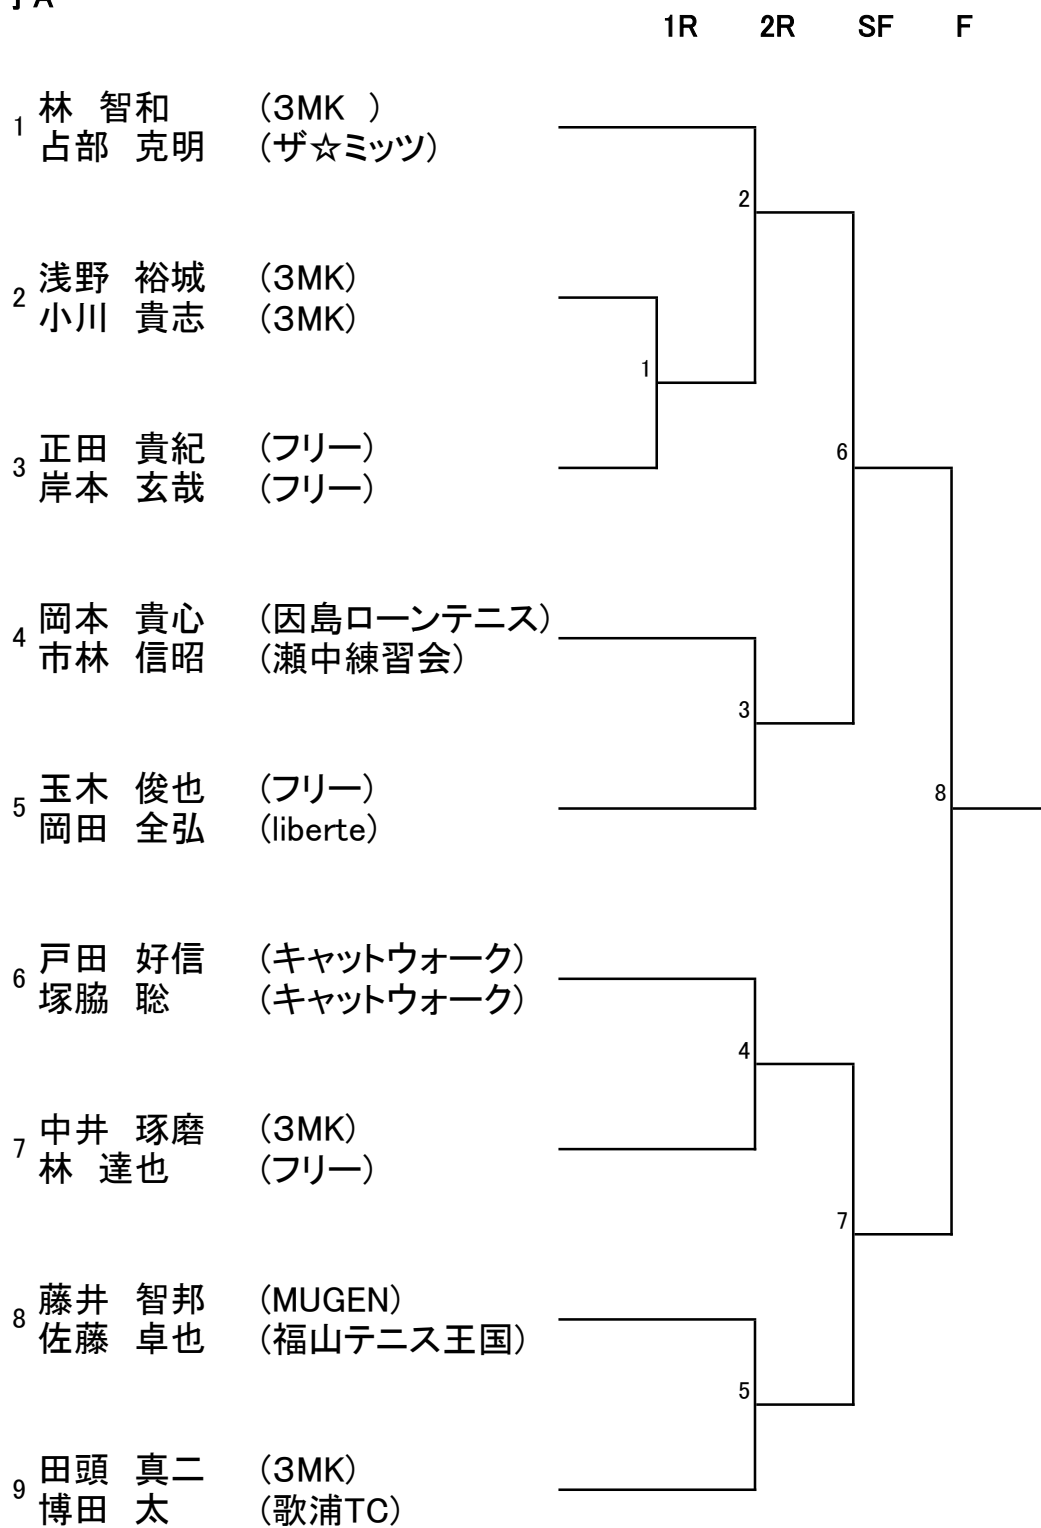 1R 2R SF F
1 林 智和 (3MK )
占部 克明 (ザ☆ミッツ)
2
2 浅野 裕城 (3MK)
小川 貴志 (3MK)
1
3 正田 貴紀 (フリー)
岸本 玄哉 (フリー)
6
4 岡本 貴心 (因島ローンテニス)
市林 信昭 (瀬中練習会)
3
5 玉木 俊也 (フリー)
岡田 全弘 (liberte)
8
6 戸田 好信 (キャットウォーク)
塚脇 聡 (キャットウォーク)
4
7 中井 琢磨 (3MK)
林 達也 (フリー)
7
8 藤井 智邦 (MUGEN)
佐藤 卓也 (福山テニス王国)
5
9 田頭 真二 (3MK)
博田 太 (歌浦TC)